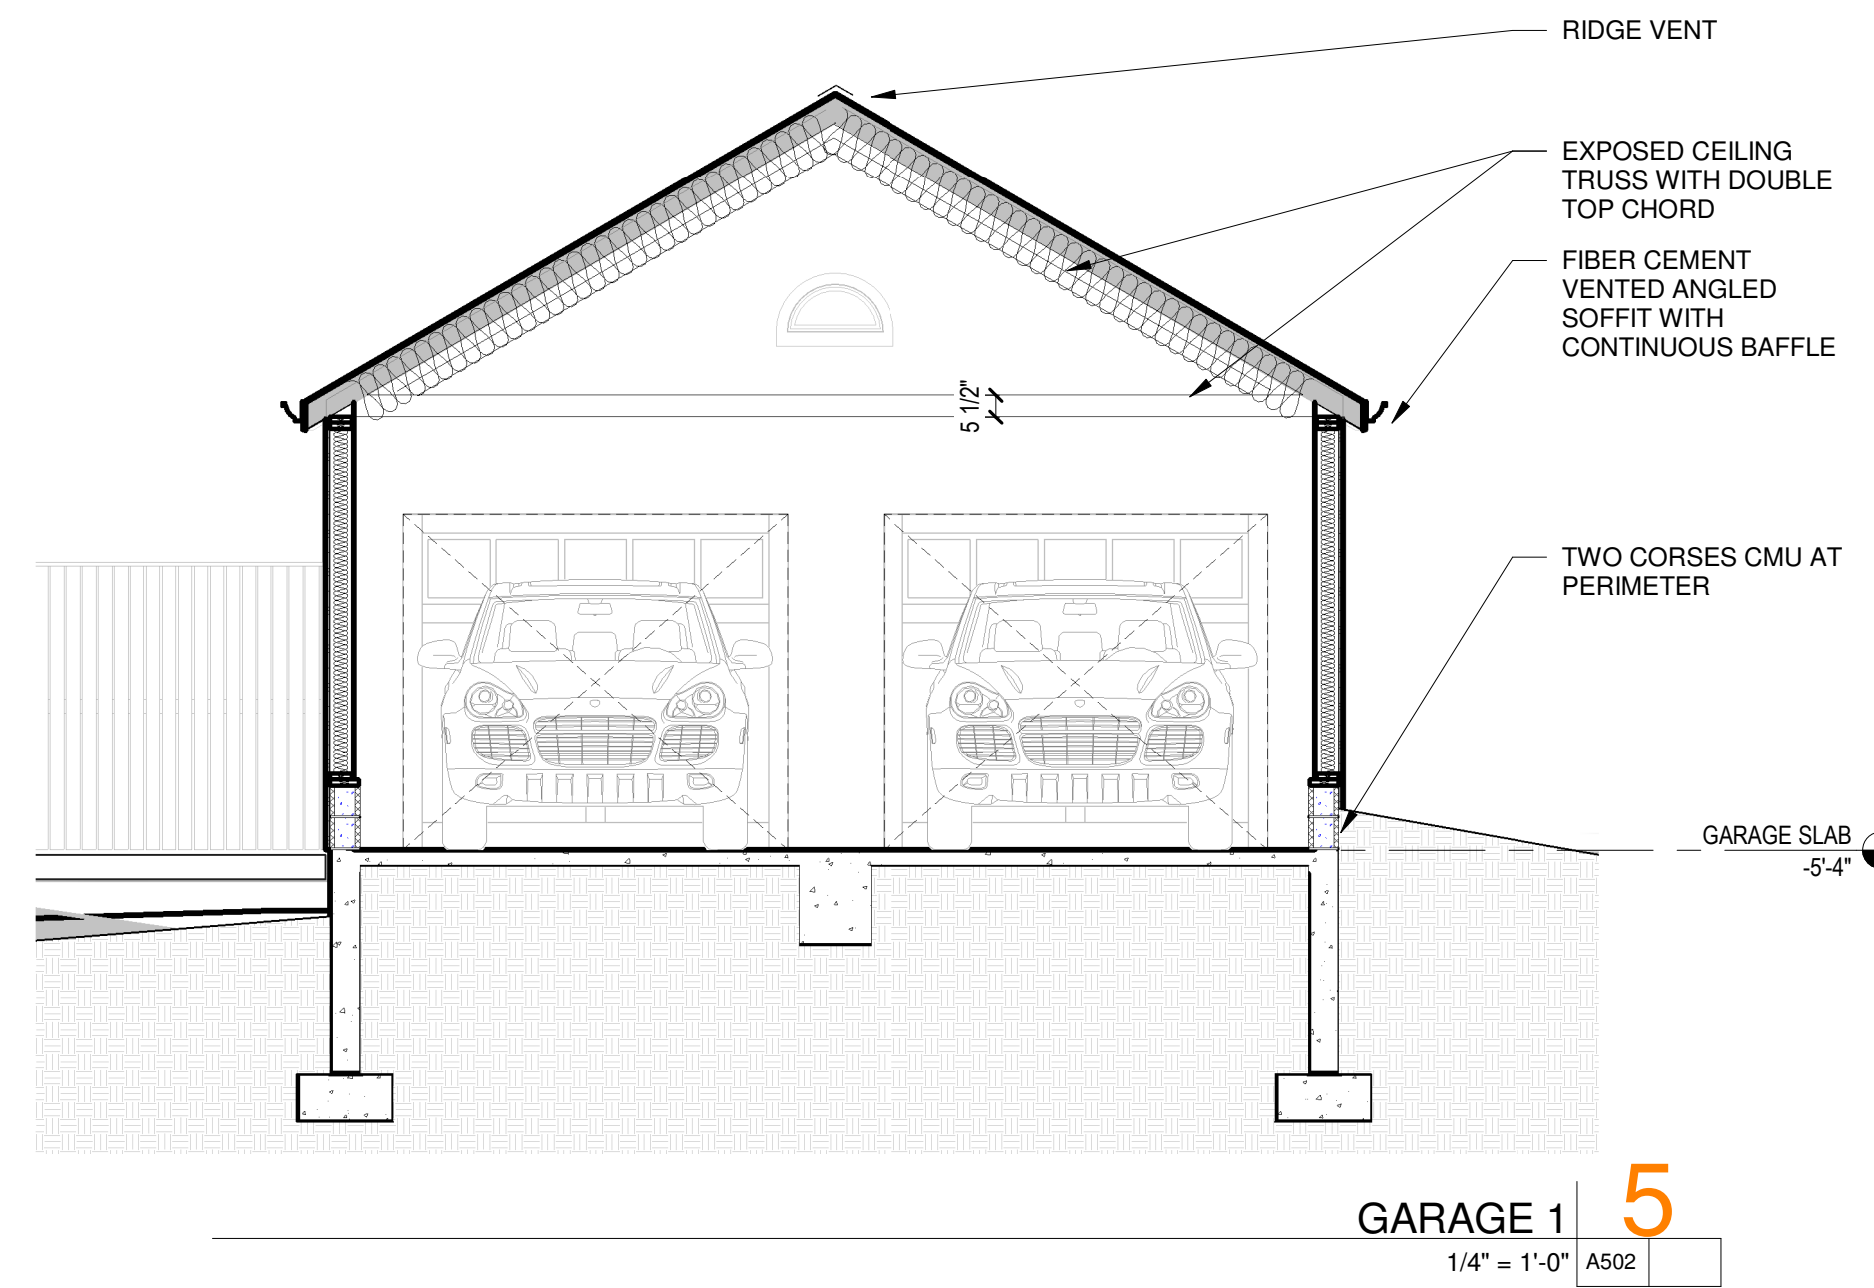 RIDGE VENT
EXPOSED CEILING
TRUSS WITH DOUBLE
TOP CHORD
FIBER CEMENT
VENTED ANGLED
SOFFIT WITH
CONTINUOUS BAFFLE
5 1/2"
TWO CORSES CMU AT
PERIMETER
GARAGE SLAB
-5'-4"
GARAGE 1
5
1/4" = 1'-0"
A502